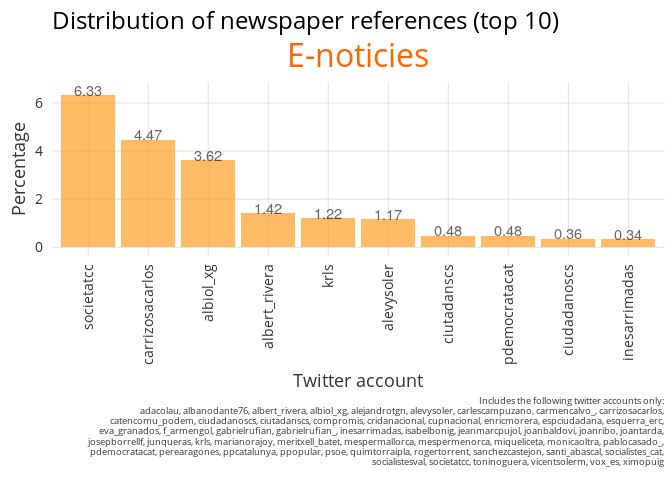 Distribution of newspaper references (top 10)
E-noticies
Percentage
6
4
2
0
6.33
4.47
3.62
1.42
1.22
1.17
0.48
0.48
0.36
0.34
societatcc
carrizosacarlos
albiol_xg
albert_rivera
krls
alevysoler
ciutadanscs
pdemocratacat
ciudadanoscs
inesarrimadas
Twitter account
Includes the following twitter accounts only:
adacolau, albanodante76, albert_rivera, albiol_xg, alejandrotgn, alevysoler, carlescampuzano, carmencalvo_, carrizosacarlos,
catencomu_podem, ciudadanoscs, ciutadanscs, compromis, cridanacional, cupnacional, enricmorera, espciudadana, esquerra_erc,
eva_granados, f_armengol, gabrielrufian, gabrielrufian_, inesarrimadas, isabelbonig, jeanmarcpujol, joanbaldovi, joanribo, joantarda,
josepborrellf, junqueras, krls, marianorajoy, meritxell_batet, mespermallorca, mespermenorca, miqueliceta, monicaoltra, pablocasado_,
pdemocratacat, perearagones, ppcatalunya, ppopular, psoe, quimtorraipla, rogertorrent, sanchezcastejon, santi_abascal, socialistes_cat,
socialistesval, societatcc, toninoguera, vicentsolerm, vox_es, ximopuig